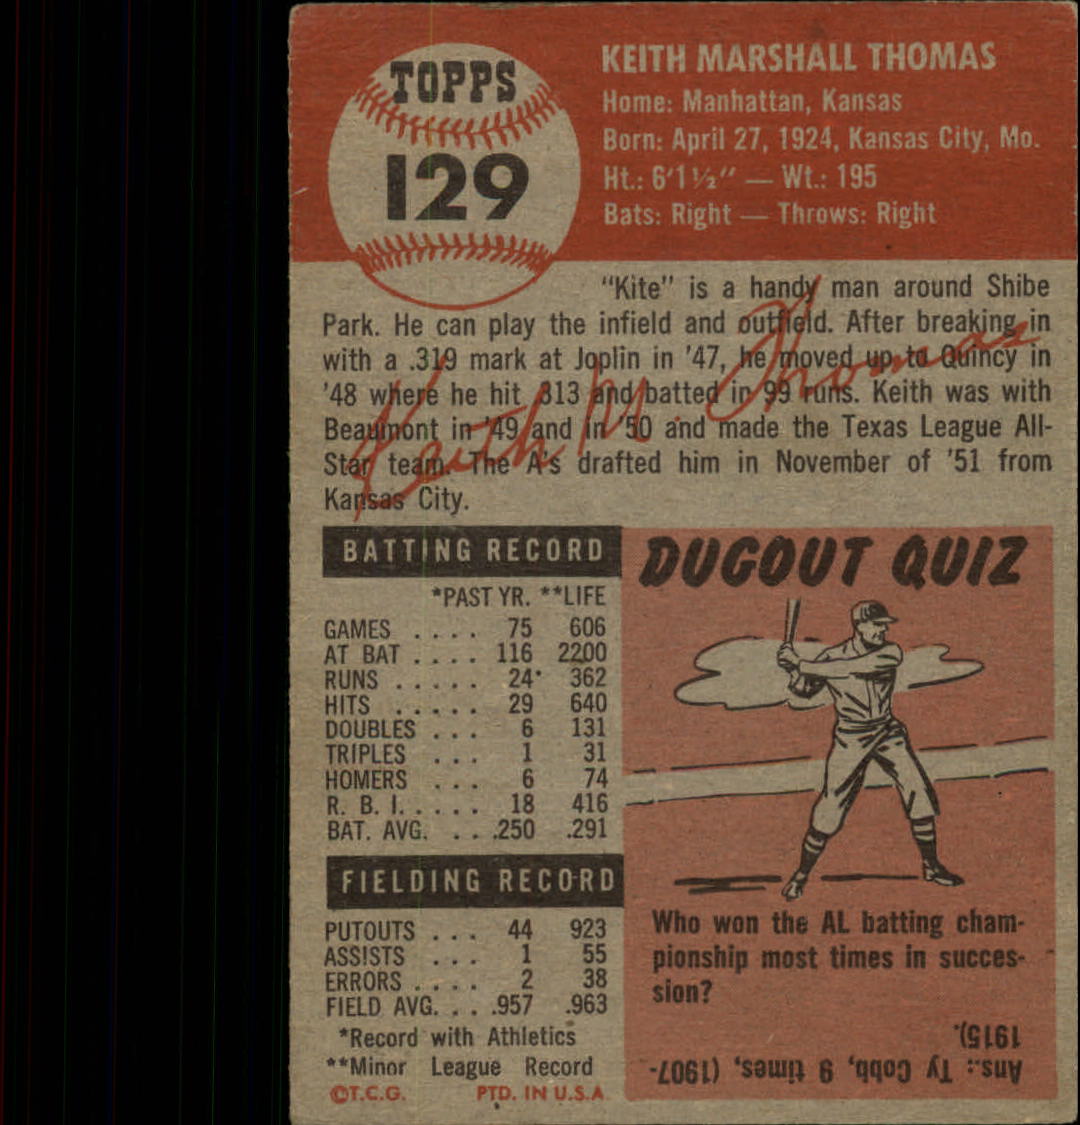 TOPPS
129
KEITH MARSHALL THOMAS
Home: Manhattan, Kansas
Born: April 27, 1924, Kansas City, Mo.
Ht.: 6'1½" — Wt.: 195
Bats: Right — Throws: Right
"Kite" is a handy man around Shibe
Park. He can play the infield and outfield. After breaking in
with a .319 mark at Joplin in '47, he moved up to Quincy in
'48 where he hit .313 and batted in 99 runs. Keith was with
Beaumont in '49 and in '50 and made the Texas League All-
Star team. The A's drafted him in November of '51 from
Kansas City.
Keith M. Thomas
BATTING RECORD
*PAST YR. **LIFE
GAMES .... 75 606
AT BAT .... 116 2200
RUNS ..... 24 362
HITS ..... 29 640
DOUBLES ... 6 131
TRIPLES ... 1 31
HOMERS ... 6 74
R. B. I. .... 18 416
BAT. AVG. ... .250 .291
FIELDING RECORD
PUTOUTS ... 44 923
ASSISTS ... 1 55
ERRORS .... 2 38
FIELD AVG. ... .957 .963
*Record with Athletics
**Minor League Record
©T.C.G. PTD. IN U.S.A
DUGOUT QUIZ
Who won the AL batting cham-
pionship most times in succes-
sion?
Ans.: Ty Cobb, 9 times, (1907-
1915).